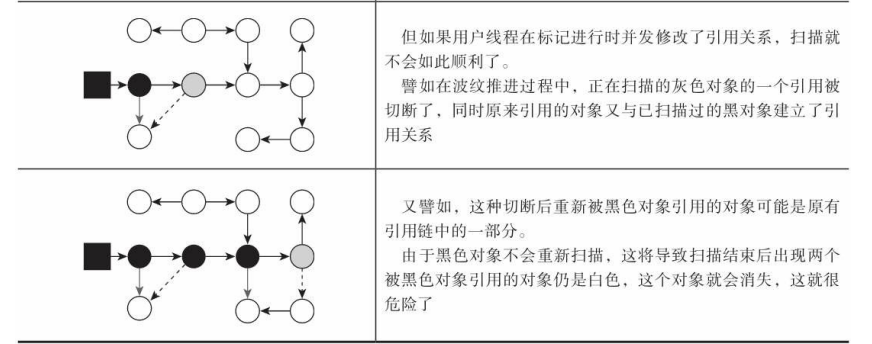 但如果用户线程在标记进行时并发修改了引用关系，扫描就
不会如此顺利了。
譬如在波纹推进过程中，正在扫描的灰色对象的一个引用被
切断了，同时原来引用的对象又与已扫描过的黑对象建立了引
用关系
又譬如，这种切断后重新被黑色对象引用的对象可能是原有
引用链中的一部分。
由于黑色对象不会重新扫描，这将导致扫描结束后出现两个
被黑色对象引用的对象仍是白色，这个对象就会消失，这就很
危险了